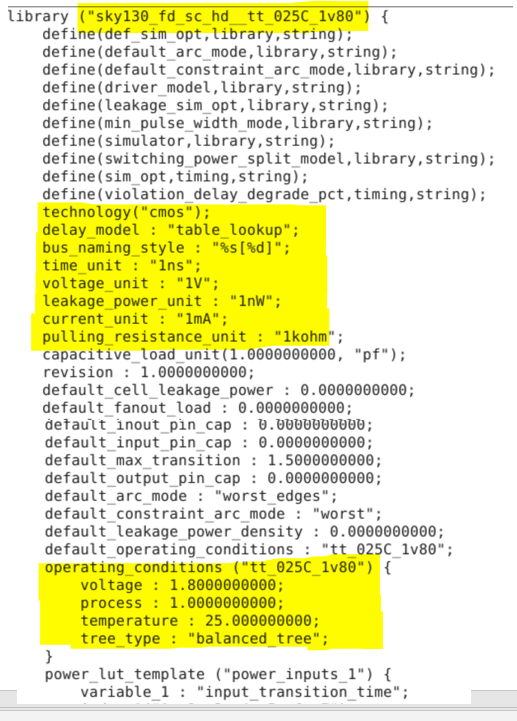 library ("sky130_fd_sc_hd__tt_025C_1v80") {
define(def_sim_opt,library,string);
define(default_arc_mode,library,string);
define(default_constraint_arc_mode,library,string);
define(driver_model,library,string);
define(leakage_sim_opt,library,string);
define(min_pulse_width_mode,library,string);
define(simulator,library,string);
define(switching_power_split_model,library,string);
define(sim_opt,timing,string);
define(violation_delay_degrade_pct,timing,string);
technology("cmos");
delay_model : "table_lookup";
bus_naming_style : "%s[%d]";
time_unit : "1ns";
voltage_unit : "1V";
leakage_power_unit : "1nW";
current_unit : "1mA";
pulling_resistance_unit : "1kohm";
capacitive_load_unit(1.0000000000, "pf");
revision : 1.0000000000;
default_cell_leakage_power : 0.0000000000;
default_fanout_load : 0.0000000000;
default_inout_pin_cap : 0.0000000000;
default_input_pin_cap : 0.0000000000;
default_max_transition : 1.5000000000;
default_output_pin_cap : 0.0000000000;
default_arc_mode : "worst_edges";
default_constraint_arc_mode : "worst";
default_leakage_power_density : 0.0000000000;
default_operating_conditions : "tt_025C_1v80";
operating_conditions ("tt_025C_1v80") {
voltage : 1.8000000000;
process : 1.0000000000;
temperature : 25.000000000;
tree_type : "balanced_tree";
}
power_lut_template ("power_inputs_1") {
variable_1 : "input_transition_time";